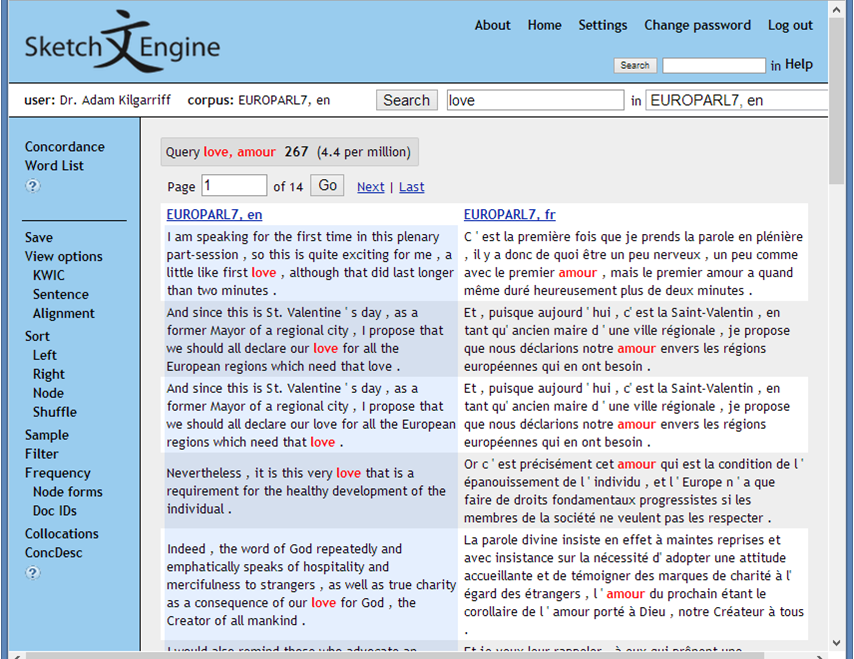 Sketch文Engine
About Home Settings Change password Log out
Search in Help
user: Dr. Adam Kilgarriff corpus: EUROPARL7, en Search love in EUROPARL7, en
Concordance
Word List
?
Save
View options
KWIC
Sentence
Alignment
Sort
Left
Right
Node
Shuffle
Sample
Filter
Frequency
Node forms
Doc IDs
Collocations
ConcDesc
?
Query love, amour 267 (4.4 per million)
Page 1 of 14 Go Next | Last
EUROPARL7, en
I am speaking for the first time in this plenary
part-session , so this is quite exciting for me , a
little like first love , although that did last longer
than two minutes .
EUROPARL7, fr
C ' est la première fois que je prends la parole en plénière
, il y a donc de quoi être un peu nerveux , un peu comme
avec le premier amour , mais le premier amour a quand
même duré heureusement plus de deux minutes .
And since this is St. Valentine ' s day , as a
former Mayor of a regional city , I propose that
we should all declare our love for all the
European regions which need that love .
Et , puisque aujourd ' hui , c' est la Saint-Valentin , en
tant qu' ancien maire d ' une ville régionale , je propose
que nous déclarions notre amour envers les régions
européennes qui en ont besoin .
And since this is St. Valentine ' s day , as a
former Mayor of a regional city , I propose that
we should all declare our love for all the European
regions which need that love .
Et , puisque aujourd ' hui , c' est la Saint-Valentin , en
tant qu' ancien maire d ' une ville régionale , je propose
que nous déclarions notre amour envers les régions
européennes qui en ont besoin .
Nevertheless , it is this very love that is a
requirement for the healthy development of the
individual .
Or c ' est précisément cet amour qui est la condition de l '
épanouissement de l ' individu , et l ' Europe n ' a que
faire de droits fondamentaux progressistes si les
membres de la société ne veulent pas les respecter .
Indeed , the word of God repeatedly and
emphatically speaks of hospitality and
mercifulness to strangers , as well as true charity
as a consequence of our love for God , the
Creator of all mankind .
La parole divine insiste en effet à maintes reprises et
avec insistance sur la nécessité d' adopter une attitude
accueillante et de témoigner des marques de charité à l'
égard des étrangers , l ' amour du prochain étant le
corollaire de l ' amour porté à Dieu , notre Créateur à tous
.
I would also remind those who advocate an
Et je veux leur rappeler , à eux qui prônent une